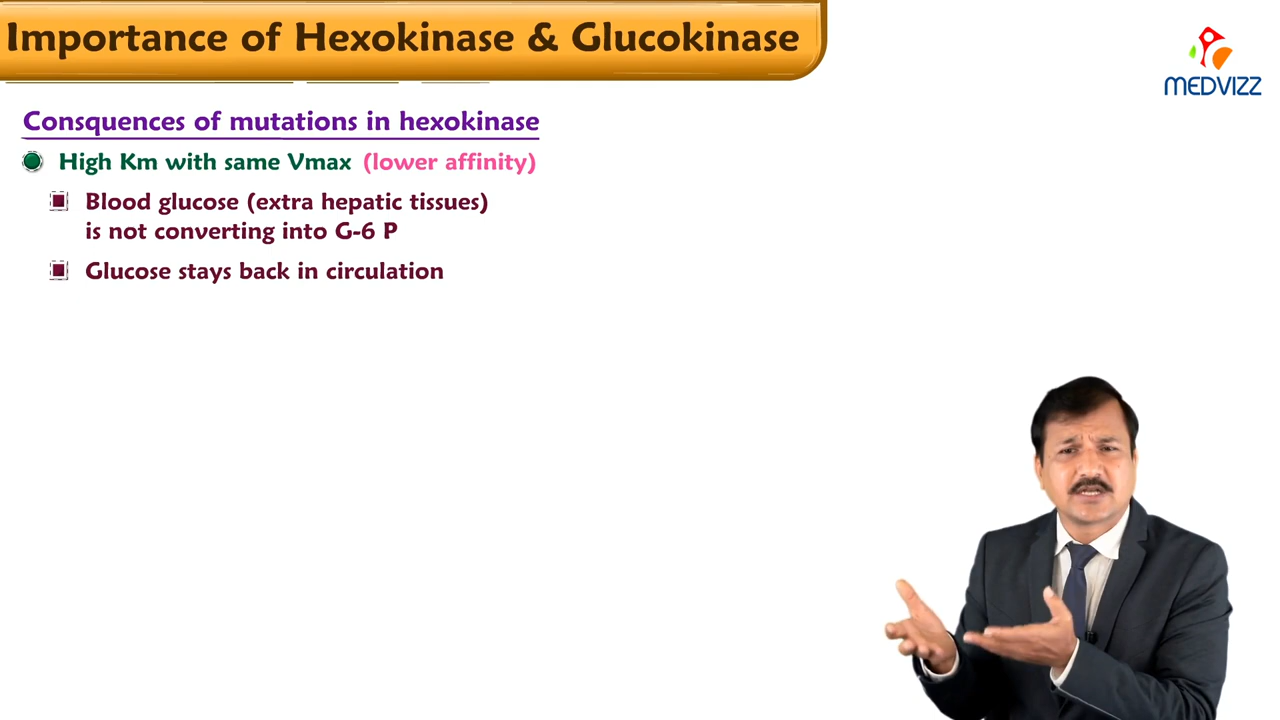 Importance of Hexokinase & Glucokinase
MEDVIZZ
Consquences of mutations in hexokinase
High Km with same Vmax (lower affinity)
Blood glucose (extra hepatic tissues)
is not converting into G-6 P
Glucose stays back in circulation